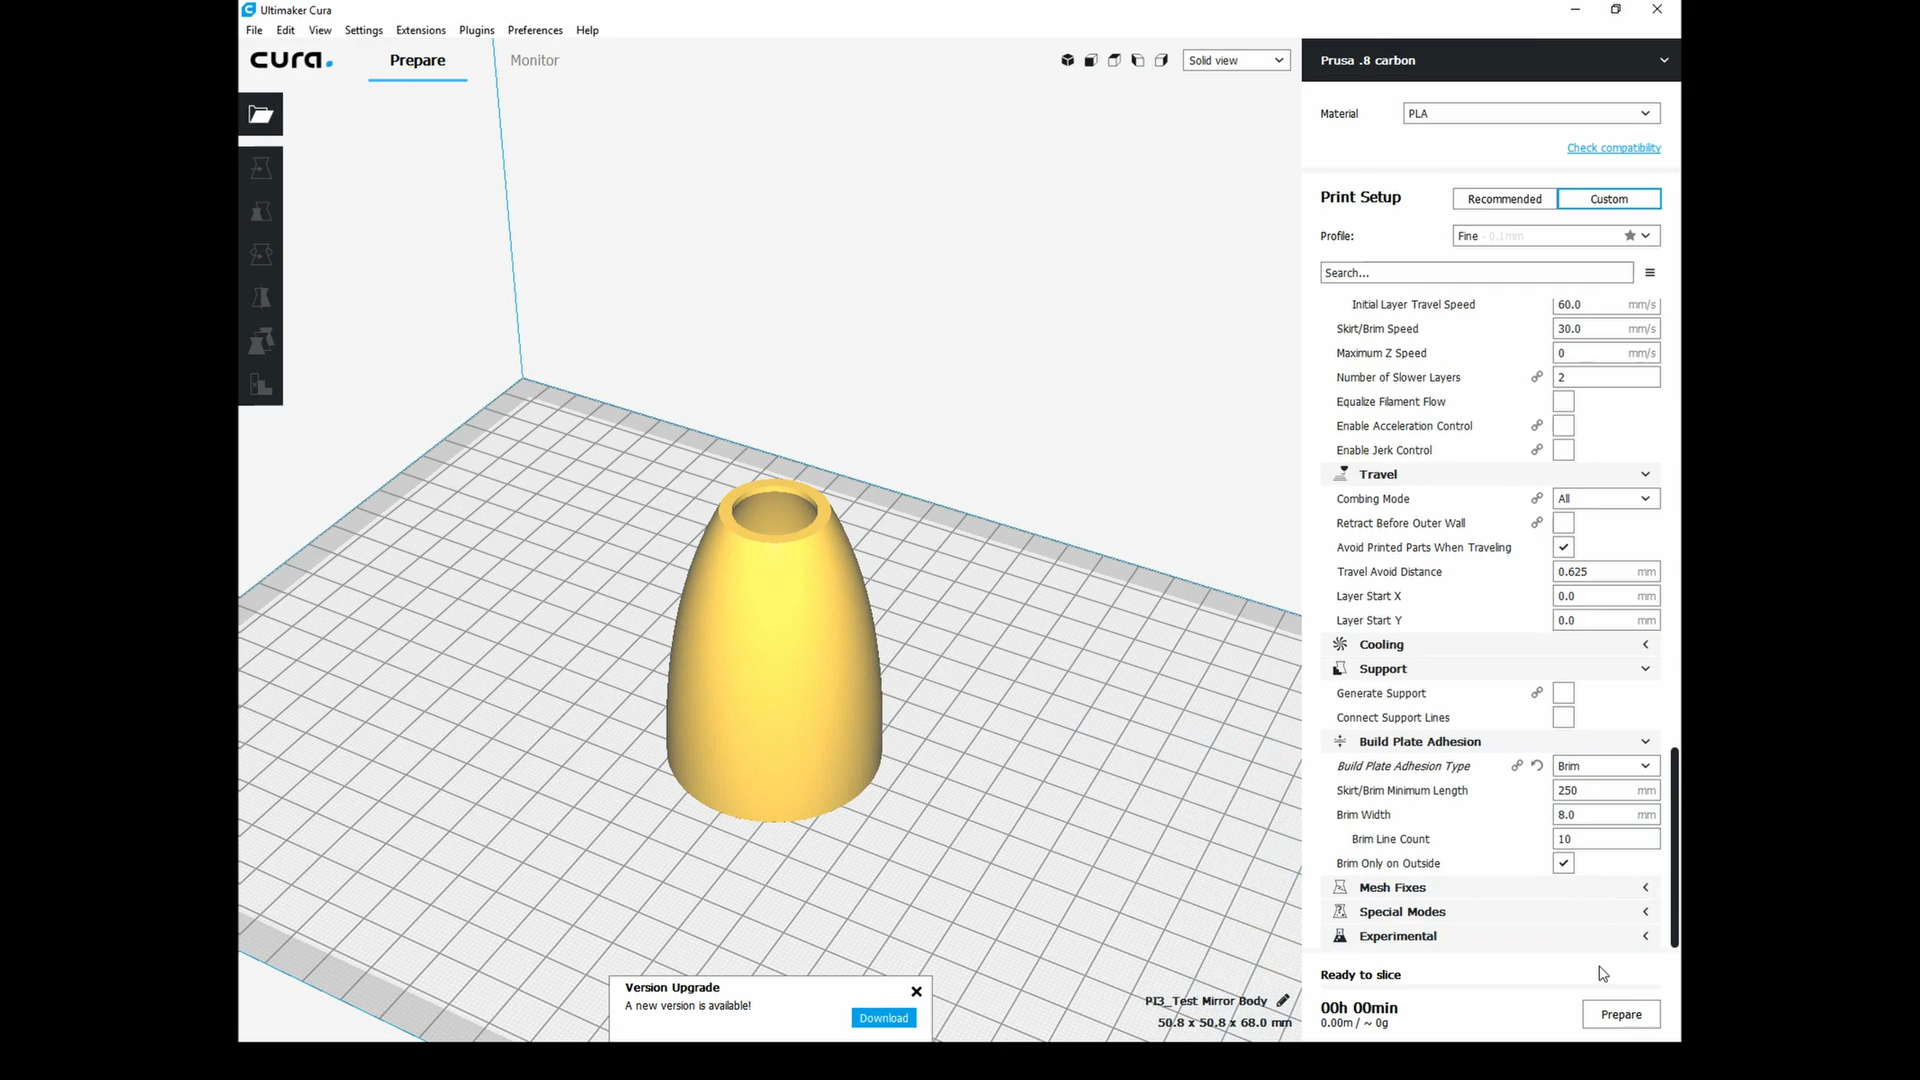 Ultimaker Cura
File Edit View Settings Extensions Plugins Preferences Help
cura.
Prepare Monitor
Solid view
Prusa .8 carbon
Material PLA
Check compatibility
Print Setup Recommended Custom
Profile: Fine - 0.1mm
Search...
Initial Layer Travel Speed 60.0 mm/s
Skirt/Brim Speed 30.0 mm/s
Maximum Z Speed 0 mm/s
Number of Slower Layers 2
Equalize Filament Flow
Enable Acceleration Control
Enable Jerk Control
Travel
Combing Mode All
Retract Before Outer Wall
Avoid Printed Parts When Traveling
Travel Avoid Distance 0.625 mm
Layer Start X 0.0 mm
Layer Start Y 0.0 mm
Cooling
Support
Generate Support
Connect Support Lines
Build Plate Adhesion
Build Plate Adhesion Type Brim
Skirt/Brim Minimum Length 250 mm
Brim Width 8.0 mm
Brim Line Count 10
Brim Only on Outside
Mesh Fixes
Special Modes
Experimental
Ready to slice
00h 00min
0.00m / ~ 0g
Prepare
Version Upgrade
A new version is available!
Download
PI3_Test Mirror Body
50.8 x 50.8 x 68.0 mm